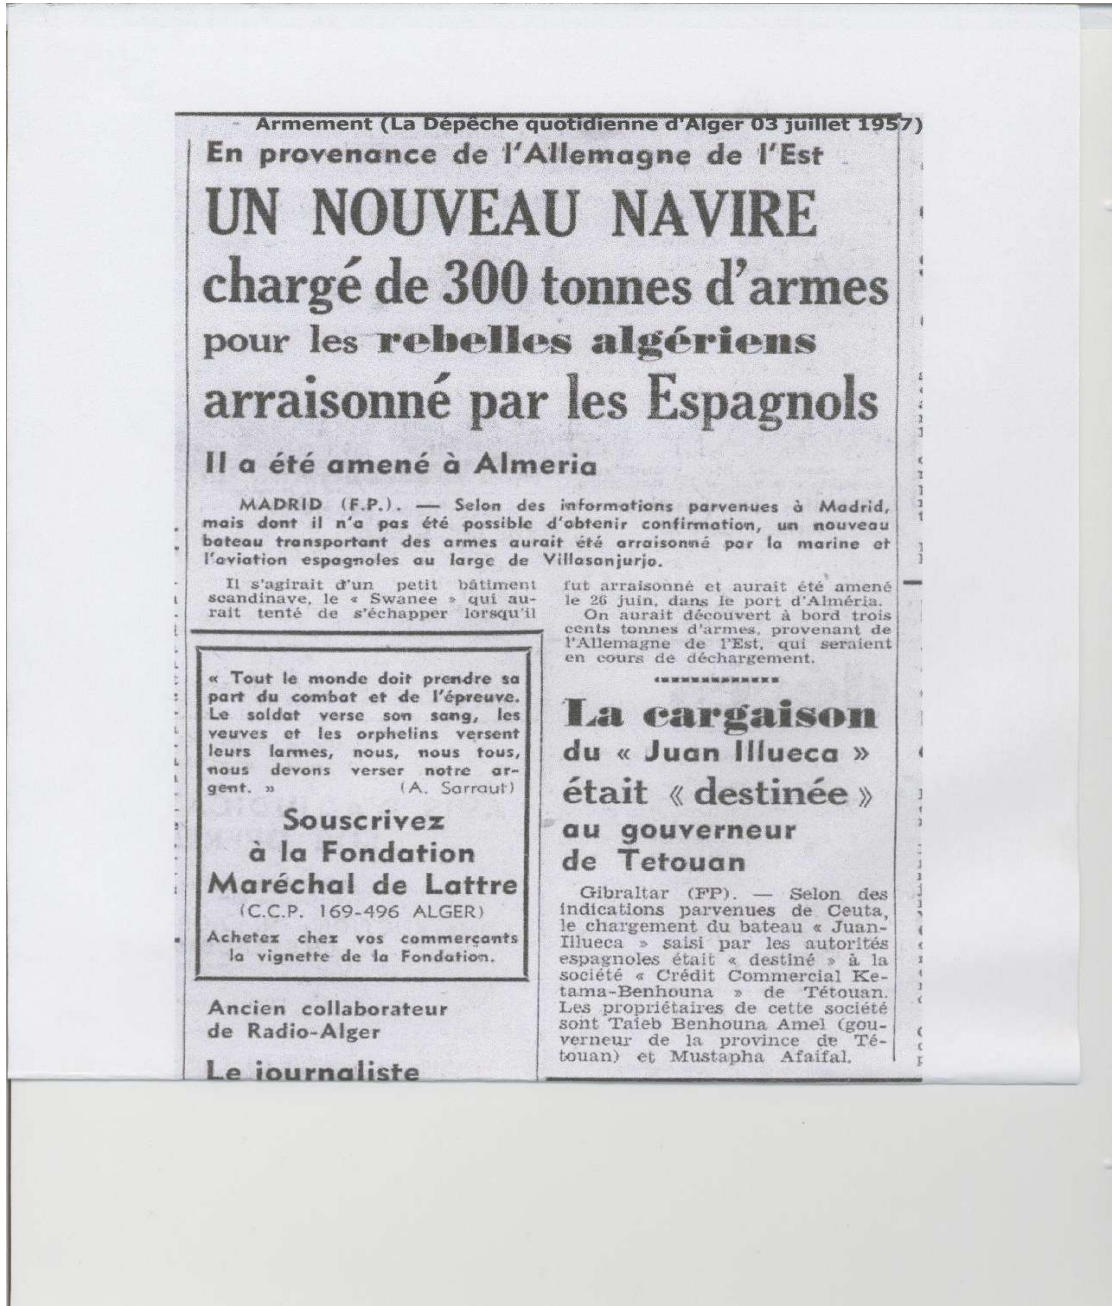 Armement (La Dépêche quotidienne d'Alger 03 juillet 1957)
En provenance de l'Allemagne de l'Est
UN NOUVEAU NAVIRE
chargé de 300 tonnes d'armes
pour les rebelles algériens
arraisonné par les Espagnols
Il a été amené à Almeria
MADRID (F.P.). — Selon des informations parvenues à Madrid,
mais dont il n'a pas été possible d'obtenir confirmation, un nouveau
bateau transportant des armes aurait été arraisonné par la marine et
l'aviation espagnoles au large de Villasanjurjo.
Il s'agirait d'un petit bâtiment
scandinave, le « Swanee » qui au-
rait tenté de s'échapper lorsqu'il
fut arraisonné et aurait été amené
le 26 juin, dans le port d'Alméria.
On aurait découvert à bord trois
cents tonnes d'armes, provenant de
l'Allemagne de l'Est, qui seraient
en cours de déchargement.
« Tout le monde doit prendre sa
part du combat et de l'épreuve.
Le soldat verse son sang, les
veuves et les orphelins versent
leurs larmes, nous, nous tous,
nous devons verser notre ar-
gent. » (A. Sarraut)
Souscrivez
à la Fondation
Maréchal de Lattre
(C.C.P. 169-496 ALGER)
Achetez chez vos commerçants
la vignette de la Fondation.
Ancien collaborateur
de Radio-Alger
Le journaliste
La cargaison
du « Juan Illueca »
était « destinée »
au gouverneur
de Tetouan
Gibraltar (FP). — Selon des
indications parvenues de Ceuta,
le chargement du bateau « Juan-
Illueca » saisi par les autorités
espagnoles était « destiné » à la
société « Crédit Commercial Ke-
tama-Benhouna » de Tétouan.
Les propriétaires de cette société
sont Taieb Benhouna Amel (gou-
verneur de la province de Té-
touan) et Mustapha Afaifal.